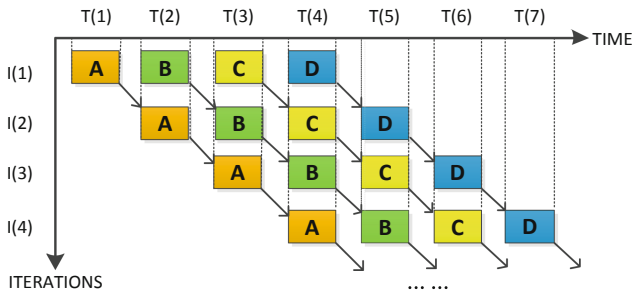 T(1) T(2) T(3) T(4) T(5) T(6) T(7)
TIME
I(1) A B C D
I(2) A B C D
I(3) A B C D
I(4) A B C D
ITERATIONS ... ...